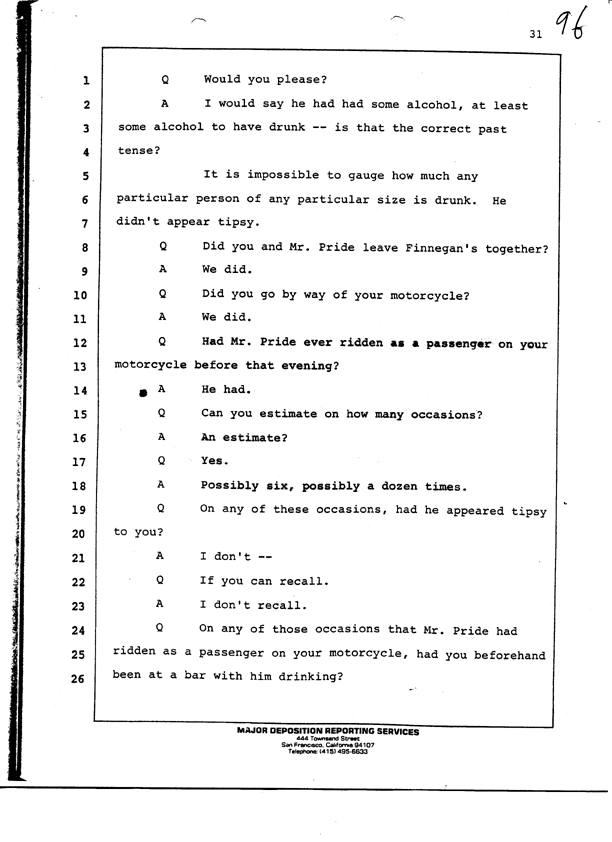 31 96
1 Q Would you please?
2 A I would say he had had some alcohol, at least
3 some alcohol to have drunk -- is that the correct past
4 tense?
5 It is impossible to gauge how much any
6 particular person of any particular size is drunk. He
7 didn't appear tipsy.
8 Q Did you and Mr. Pride leave Finnegan's together?
9 A We did.
10 Q Did you go by way of your motorcycle?
11 A We did.
12 Q Had Mr. Pride ever ridden as a passenger on your
13 motorcycle before that evening?
14 A He had.
15 Q Can you estimate on how many occasions?
16 A An estimate?
17 Q Yes.
18 A Possibly six, possibly a dozen times.
19 Q On any of these occasions, had he appeared tipsy
20 to you?
21 A I don't --
22 Q If you can recall.
23 A I don't recall.
24 Q On any of those occasions that Mr. Pride had
25 ridden as a passenger on your motorcycle, had you beforehand
26 been at a bar with him drinking?
MAJOR DEPOSITION REPORTING SERVICES
444 Townsend Street
San Francisco, California 94107
Telephone: (415) 495-6633